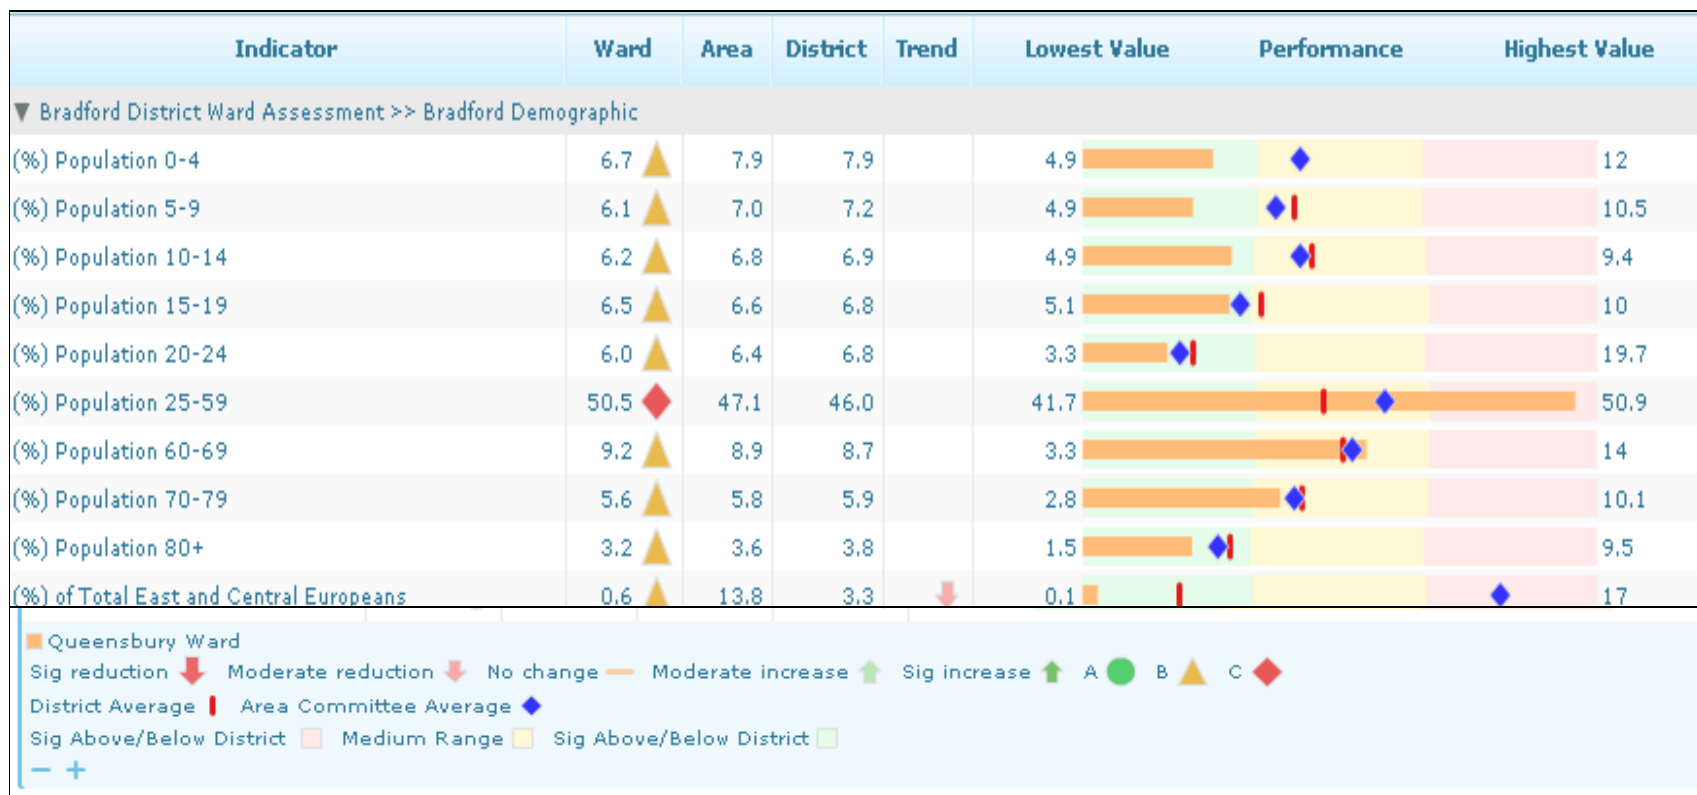 Indicator Ward Area District Trend Lowest Value Performance Highest Value
Bradford District Ward Assessment >> Bradford Demographic
(%) Population 0-4 6.7 7.9 7.9 4.9 12
(%) Population 5-9 6.1 7.0 7.2 4.9 10.5
(%) Population 10-14 6.2 6.8 6.9 4.9 9.4
(%) Population 15-19 6.5 6.6 6.8 5.1 10
(%) Population 20-24 6.0 6.4 6.8 3.3 19.7
(%) Population 25-59 50.5 47.1 46.0 41.7 50.9
(%) Population 60-69 9.2 8.9 8.7 3.3 14
(%) Population 70-79 5.6 5.8 5.9 2.8 10.1
(%) Population 80+ 3.2 3.6 3.8 1.5 9.5
(%) of Total East and Central Europeans 0.6 13.8 3.3 0.1 17
Queensbury Ward
Sig reduction Moderate reduction No change Moderate increase Sig increase A B C
District Average Area Committee Average
Sig Above/Below District Medium Range Sig Above/Below District